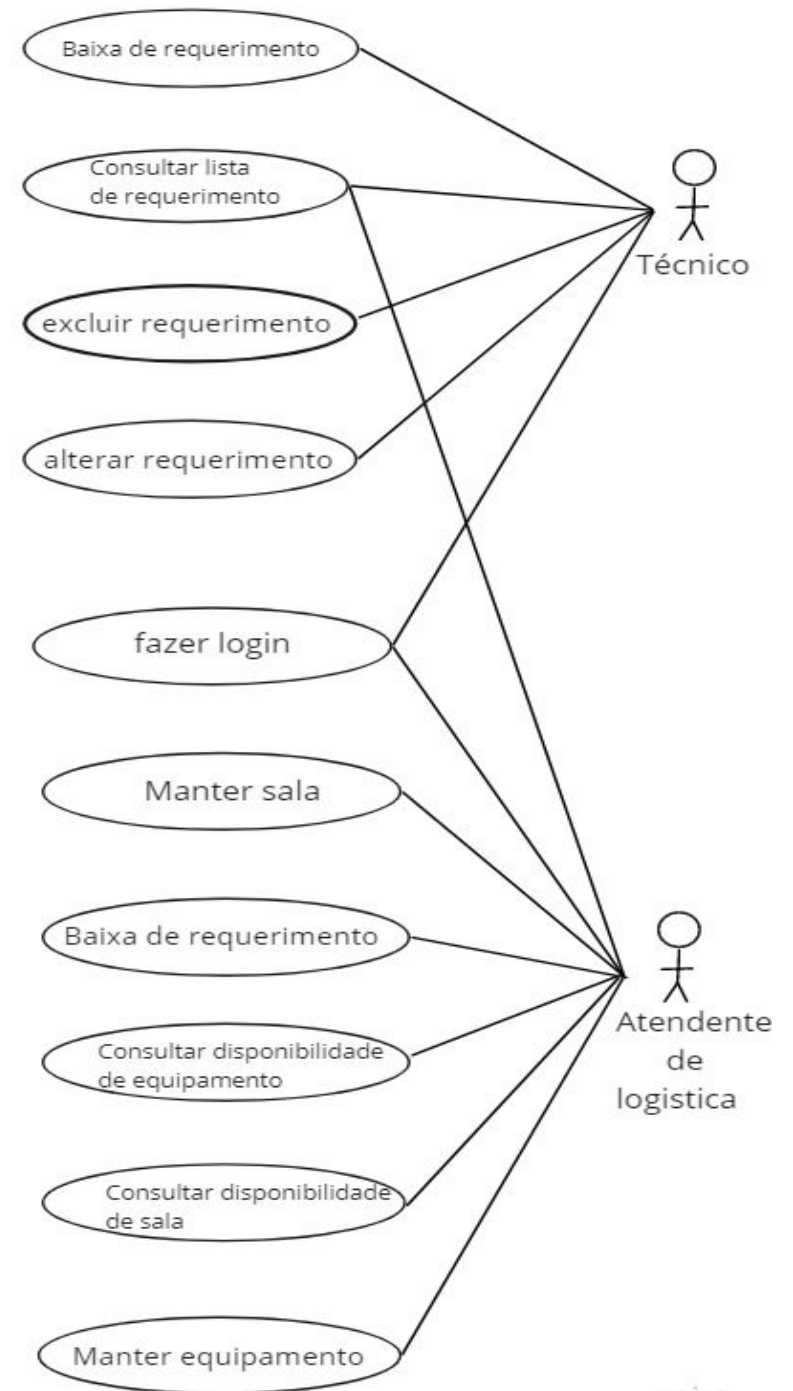 Baixa de requerimento
Consultar lista
de requerimento
Técnico
excluir requerimento
alterar requerimento
fazer login
Manter sala
Baixa de requerimento
Atendente
de
logistica
Consultar disponibilidade
de equipamento
Consultar disponibilidade
de sala
Manter equipamento